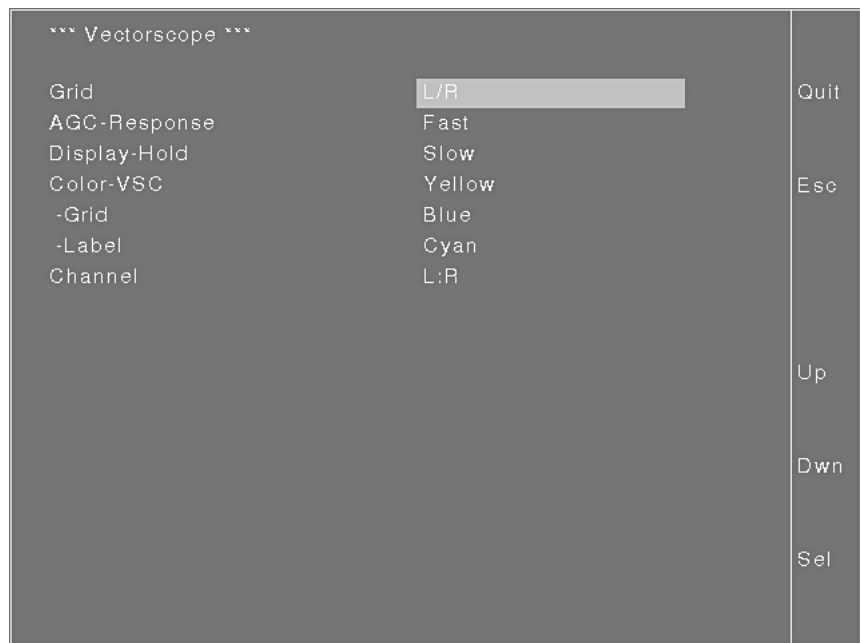 *** Vectorscope ***
Grid L/R
AGC-Response Fast
Display-Hold Slow
Color-VSC Yellow
-Grid Blue
-Label Cyan
Channel L:R
Quit
Esc
Up
Dwn
Sel